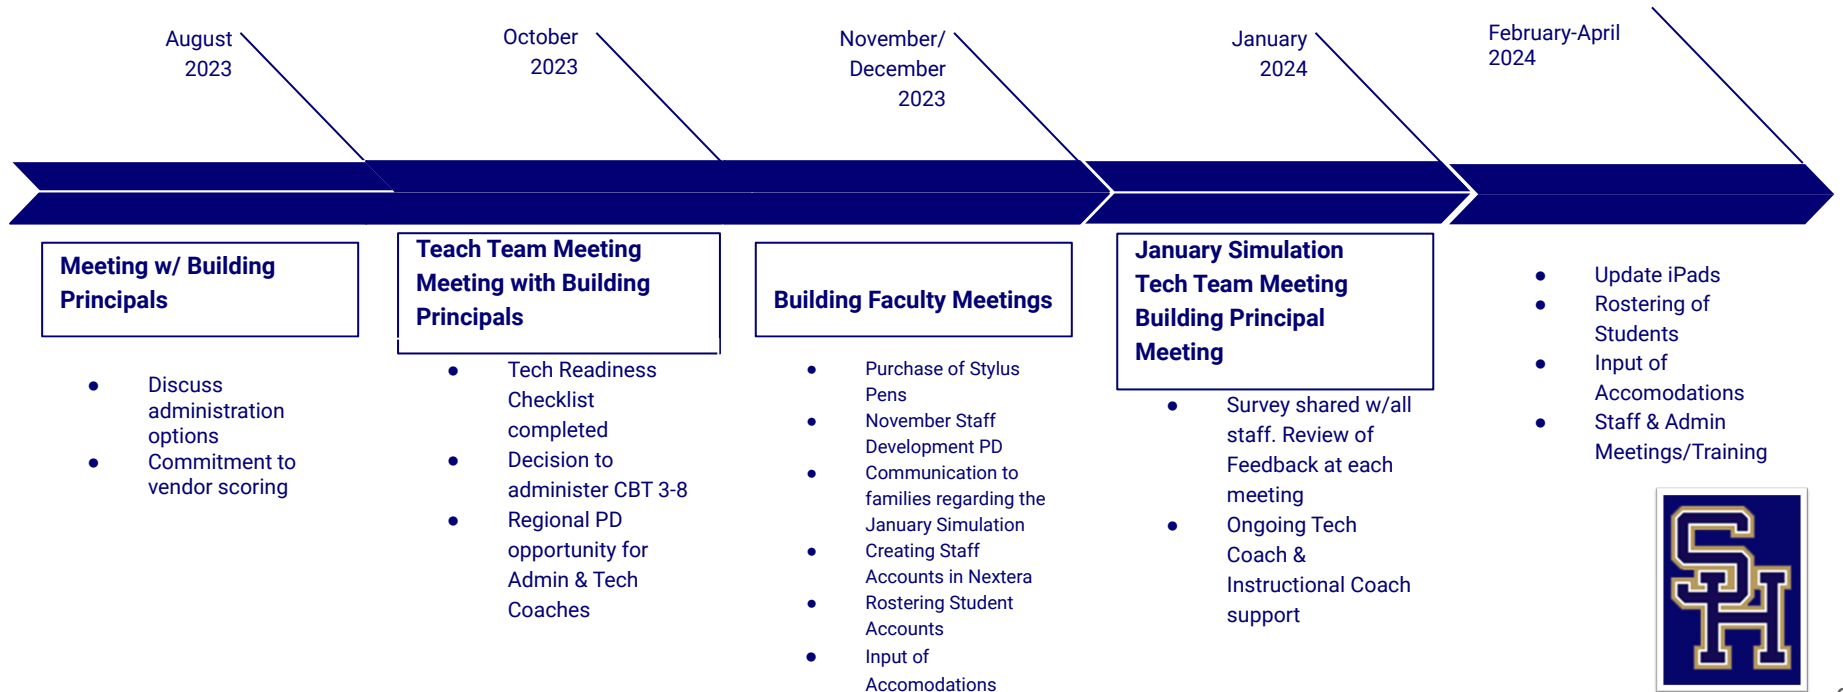 August
2023
October
2023
November/
December
2023
January
2024
February-April
2024
Meeting w/ Building
Principals
● Discuss
administration
options
● Commitment to
vendor scoring
Teach Team Meeting
Meeting with Building
Principals
● Tech Readiness
Checklist
completed
● Decision to
administer CBT 3-8
● Regional PD
opportunity for
Admin & Tech
Coaches
Building Faculty Meetings
● Purchase of Stylus
Pens
● November Staff
Development PD
● Communication to
families regarding the
January Simulation
● Creating Staff
Accounts in Nextera
● Rostering Student
Accounts
● Input of
Accomodations
January Simulation
Tech Team Meeting
Building Principal
Meeting
● Survey shared w/all
staff. Review of
Feedback at each
meeting
● Ongoing Tech
Coach &
Instructional Coach
support
● Update iPads
● Rostering of
Students
● Input of
Accomodations
● Staff & Admin
Meetings/Training
SH